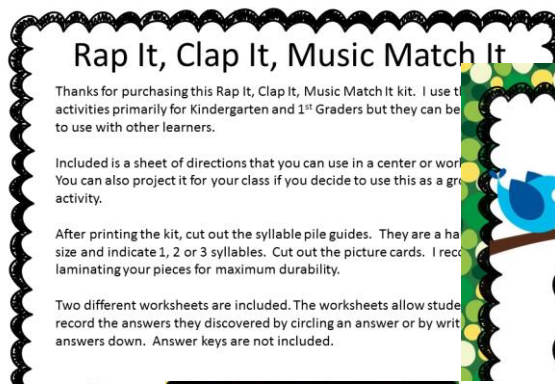 Rap It, Clap It, Music Match It
Thanks for purchasing this Rap It, Clap It, Music Match It kit.  I use
activities primarily for Kindergarten and 1st Graders but they can be
to use with other learners.
Included is a sheet of directions that you can use in a center or
You can also project it for your class if you decide to use this as a
activity.
After printing the kit, cut out the syllable pile guides.  They are a
size and indicate 1, 2 or 3 syllables.  Cut out the picture cards.  I
laminating your pieces for maximum durability.
Two different worksheets are included. The worksheets allow
record the answers they discovered by circling an answer or by
answers down.  Answer keys are not included.